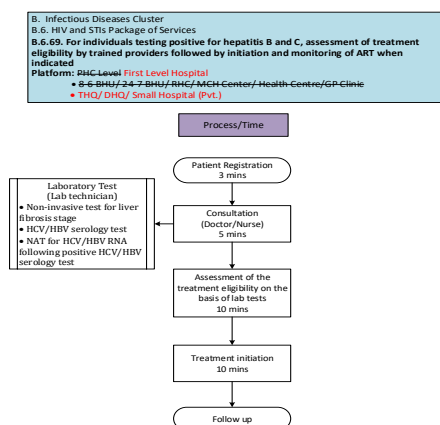 B. Infectious Diseases Cluster
B.6. HIV and STIs Package of Services
B.6.69. For individuals testing positive for hepatitis B and C, assessment of treatment
eligibility by trained providers followed by initiation and monitoring of ART when
indicated
Platform: PHC Level First Level Hospital
• 8-6 BHU/ 24-7 BHU/ RHC/ MCH Center/ Health Centre/GP Clinic
• THQ/ DHQ/ Small Hospital (Pvt.)
Process/Time
Patient Registration
3 mins
Laboratory Test
(Lab technician)
• Non-invasive test for liver
fibrosis stage
• HCV/HBV serology test
• NAT for HCV/HBV RNA
following positive HCV/HBV
serology test
Consultation
(Doctor/Nurse)
5 mins
Assessment of the
treatment eligibility on the
basis of lab tests
10 mins
Treatment initiation
10 mins
Follow up